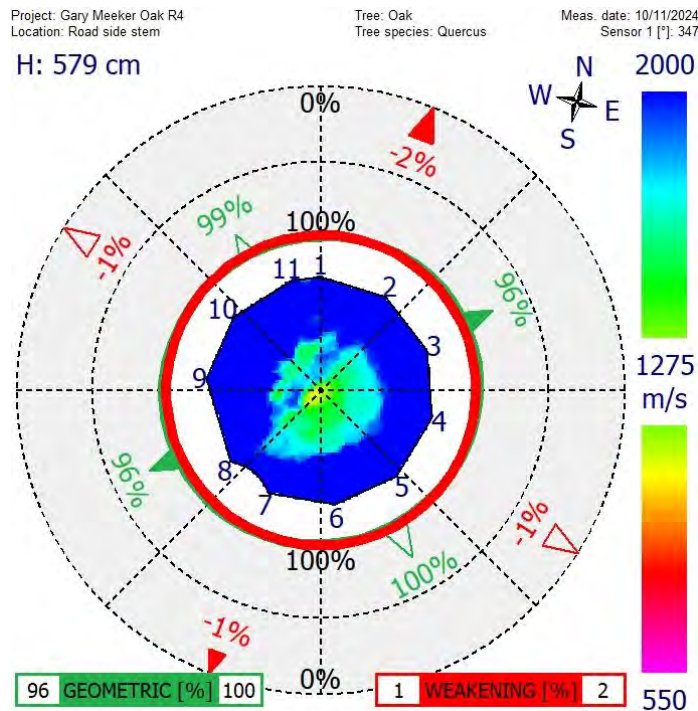 Project: Gary Meeker Oak R4 Tree: Oak Meas. date: 10/11/2024
Location: Road side stem Tree species: Quercus Sensor 1 [°]: 347
H: 579 cm
N
W E
S
2000
0%
-2%
99%
-1%
100%
96%
11 1 2
10 3
9 4
8 5
7 6
1275
m/s
96%
-1%
100%
100%
-1%
0%
96 GEOMETRIC [%] 100
1 WEAKENING [%] 2
550